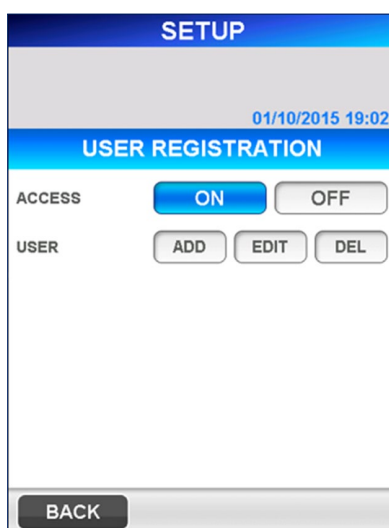 SETUP
01/10/2015 19:02
USER REGISTRATION
ACCESS ON OFF
USER ADD EDIT DEL
BACK